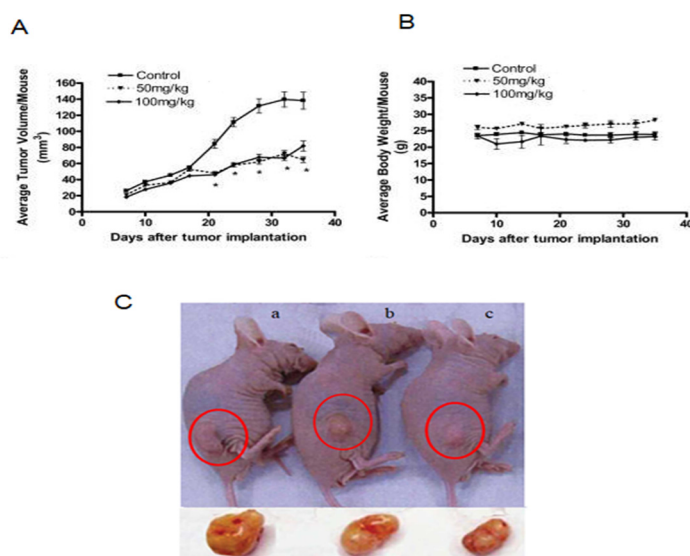 A
Control
50mg/kg
100mg/kg
Average Tumor Volume/Mouse
(mm3)
160
140
120
100
80
60
40
20
0
* * * * *
0 10 20 30 40
Days after tumor implantation
B
Control
50mg/kg
100mg/kg
Average Body Weight/Mouse
(g)
40
35
30
25
20
15
10
5
0
0 10 20 30 40
Days after tumor implantation
C
a b c